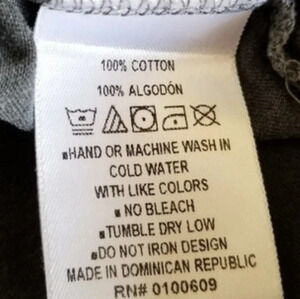 100% COTTON
100% ALGODÓN
▪HAND OR MACHINE WASH IN
COLD WATER
WITH LIKE COLORS
▪NO BLEACH
▪TUMBLE DRY LOW
▪DO NOT IRON DESIGN
MADE IN DOMINICAN REPUBLIC
RN# 0100609